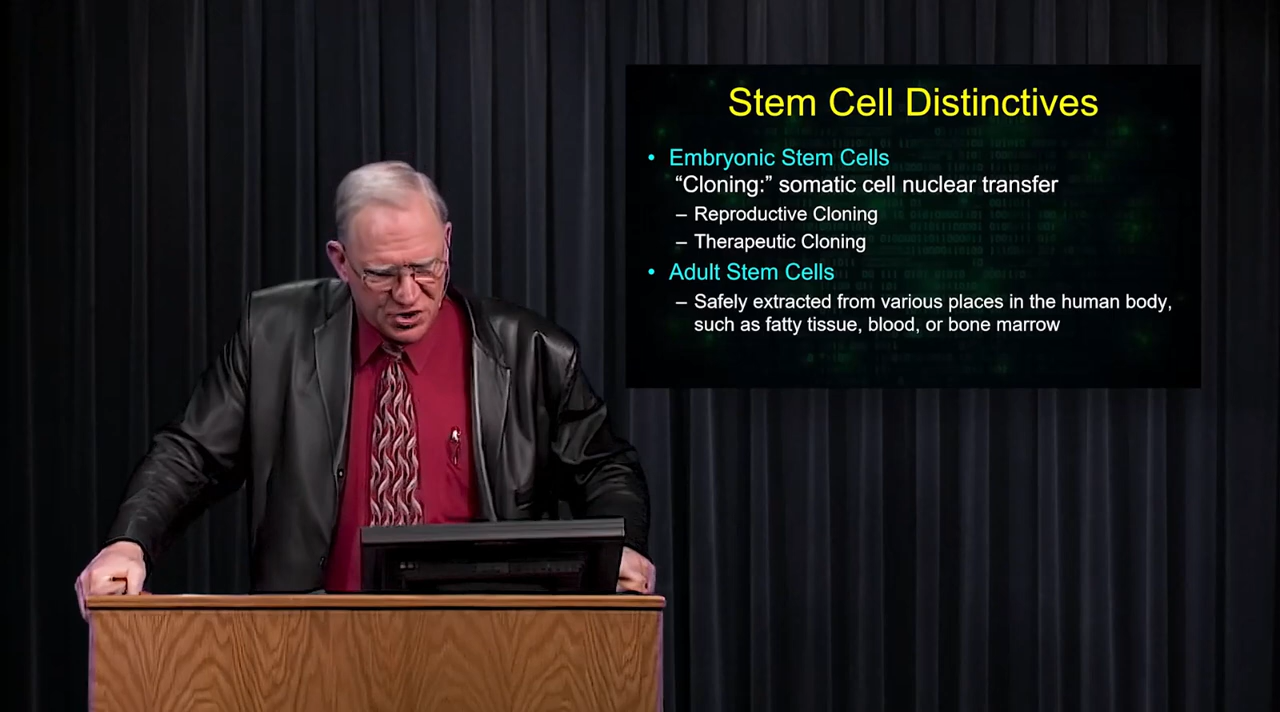 Stem Cell Distinctives
• Embryonic Stem Cells
“Cloning:” somatic cell nuclear transfer
– Reproductive Cloning
– Therapeutic Cloning
• Adult Stem Cells
– Safely extracted from various places in the human body,
such as fatty tissue, blood, or bone marrow